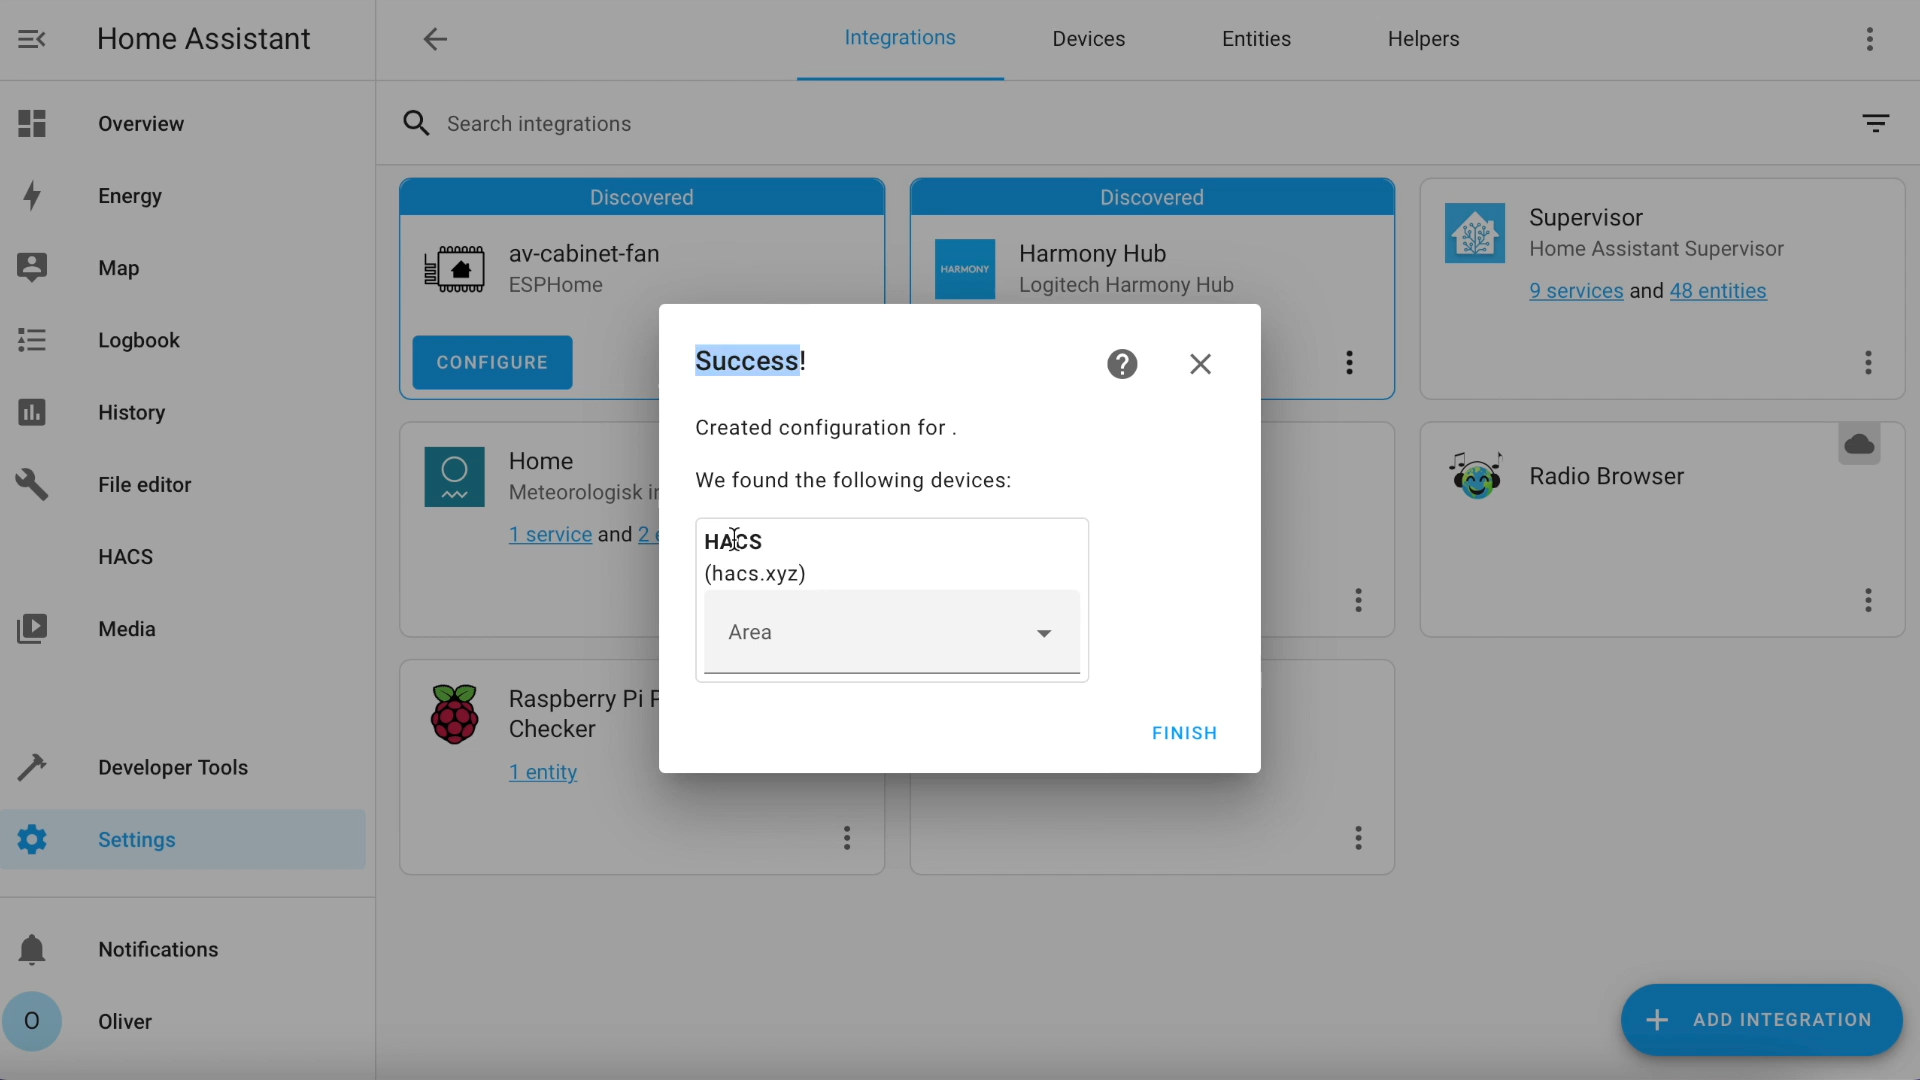 Home Assistant
Integrations
Devices
Entities
Helpers
Overview
Energy
Map
Logbook
History
File editor
HACS
Media
Developer Tools
Settings
Notifications
O
Oliver
Search integrations
Discovered
av-cabinet-fan
ESPHome
CONFIGURE
Discovered
HARMONY
Harmony Hub
Logitech Harmony Hub
Supervisor
Home Assistant Supervisor
9 services and 48 entities
Home
Meteorologisk
1 service and 2
Radio Browser
Raspberry Pi
Checker
1 entity
Success!
Created configuration for .
We found the following devices:
HACS
(hacs.xyz)
Area
FINISH
ADD INTEGRATION